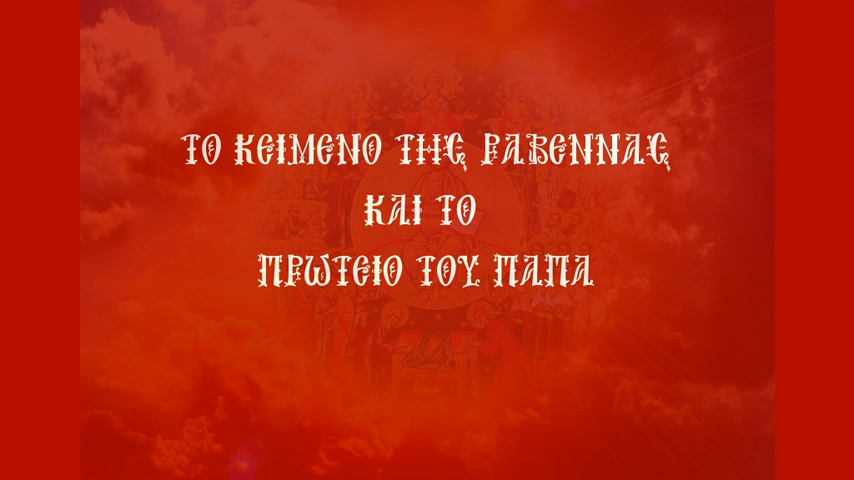 ΤΟ ΚΕΙΜΕΝΟ ΤΗΣ ΡΑΒΕΝΝΑΣ
ΚΑΙ ΤΟ
ΠΡΩΤΕΙΟ ΤΟΥ ΠΑΠΑ